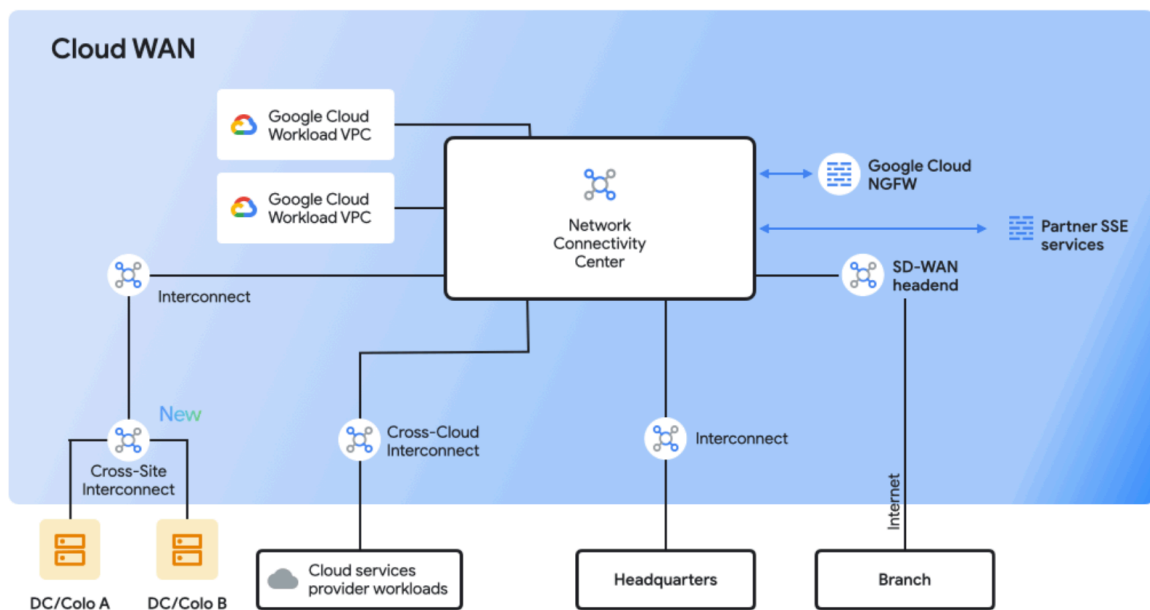 Cloud WAN
Google Cloud
Workload VPC
Google Cloud
Workload VPC
Network
Connectivity
Center
Google Cloud
NGFW
Partner SSE
services
SD-WAN
headend
Interconnect
New
Cross-Site
Interconnect
Cross-Cloud
Interconnect
Interconnect
Internet
DC/Colo A
DC/Colo B
Cloud services
provider workloads
Headquarters
Branch